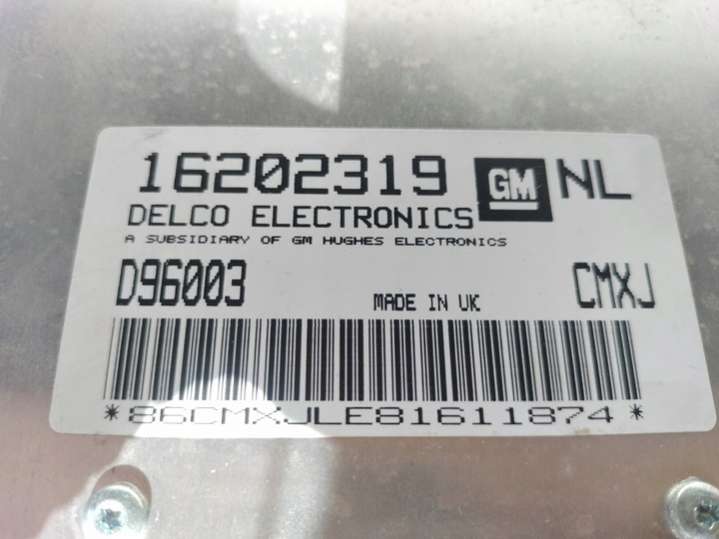 16202319 GM NL
DELCO ELECTRONICS
A SUBSIDIARY OF GM HUGHES ELECTRONICS
D96003 MADE IN UK CMXJ
*86CMXJLE81611874*